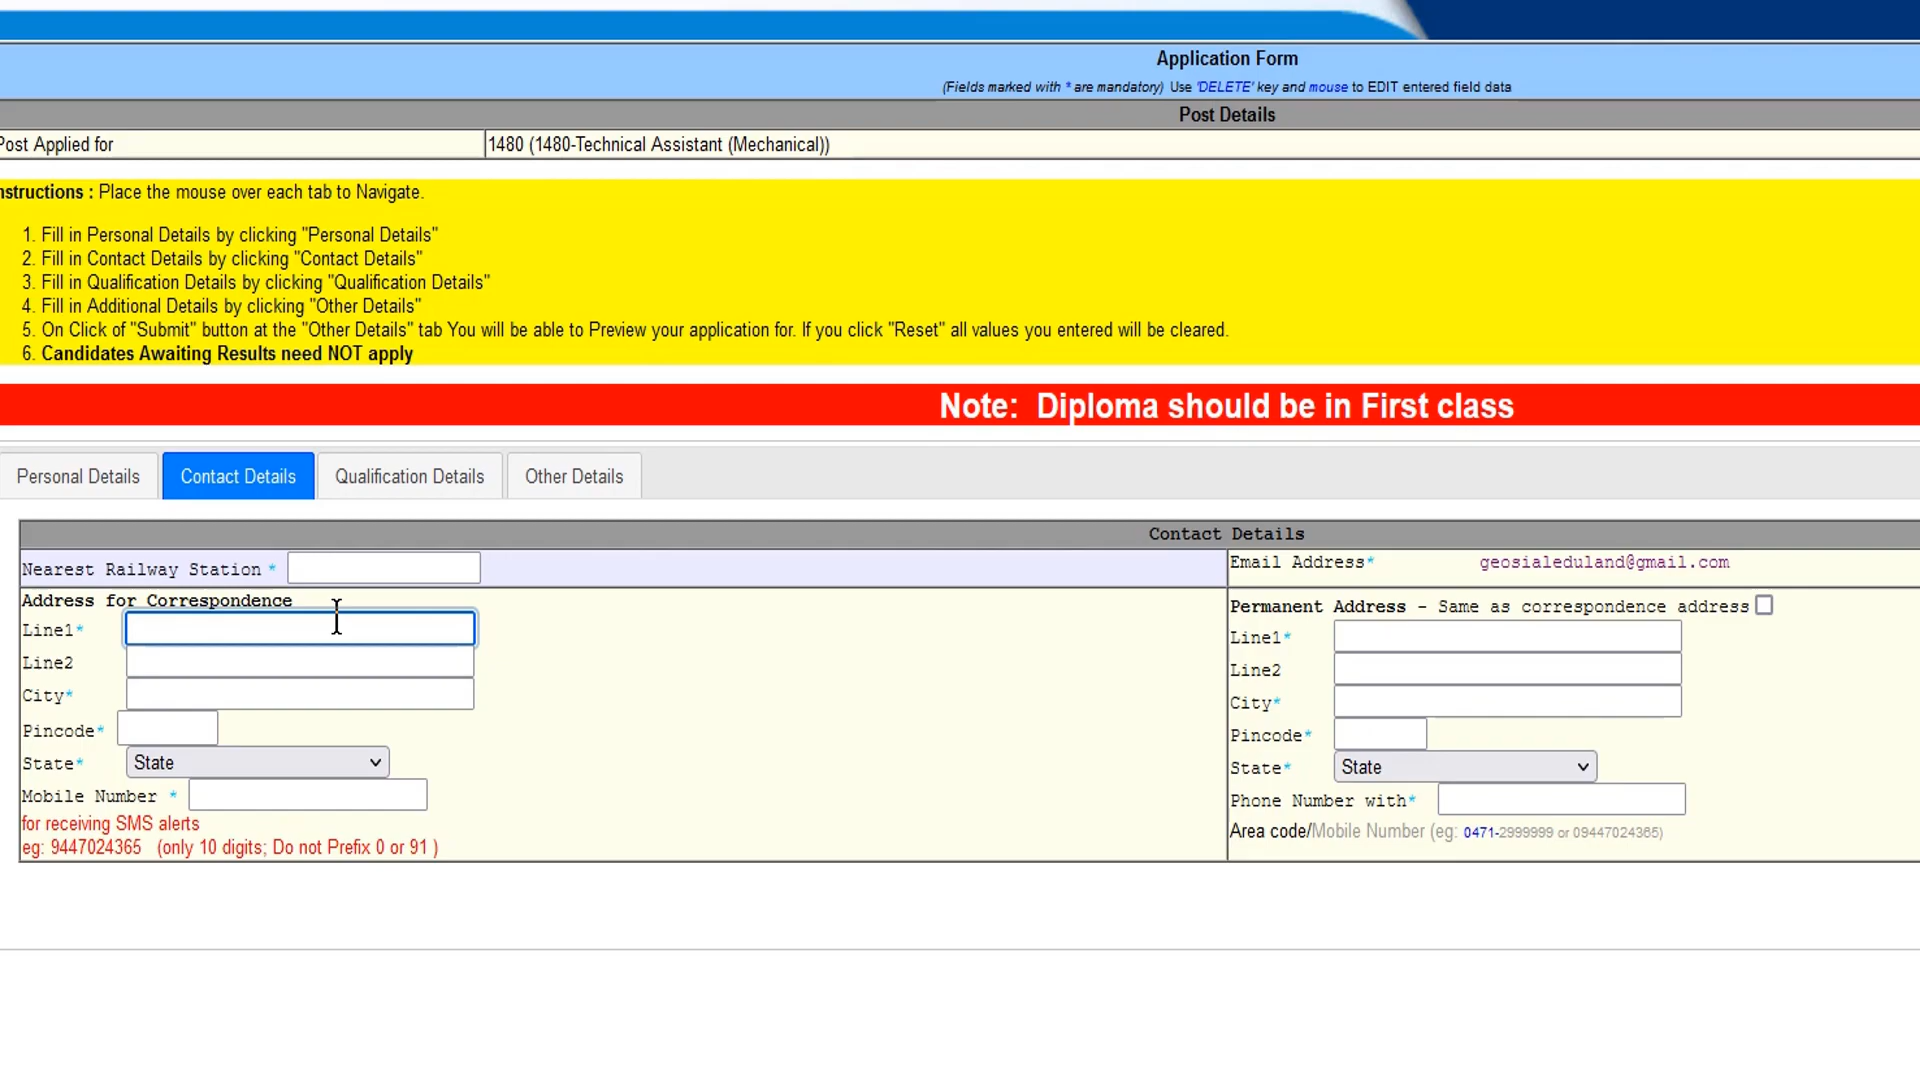 Application Form
(Fields marked with * are mandatory) Use 'DELETE' key and mouse to EDIT entered field data
Post Details
Post Applied for
1480 (1480-Technical Assistant (Mechanical))
nstructions : Place the mouse over each tab to Navigate.
1. Fill in Personal Details by clicking "Personal Details"
2. Fill in Contact Details by clicking "Contact Details"
3. Fill in Qualification Details by clicking "Qualification Details"
4. Fill in Additional Details by clicking "Other Details"
5. On Click of "Submit" button at the "Other Details" tab You will be able to Preview your application for. If you click "Reset" all values you entered will be cleared.
6. Candidates Awaiting Results need NOT apply
Note: Diploma should be in First class
Personal Details
Contact Details
Qualification Details
Other Details
Contact Details
Nearest Railway Station *
Email Address* geosialeduland@gmail.com
Address for Correspondence
Line1*
Line2
City*
Pincode*
State* State
Mobile Number *
for receiving SMS alerts
eg: 9447024365 (only 10 digits; Do not Prefix 0 or 91 )
Permanent Address - Same as correspondence address
Line1*
Line2
City*
Pincode*
State* State
Phone Number with*
Area code/Mobile Number (eg: 0471-2999999 or 09447024365)